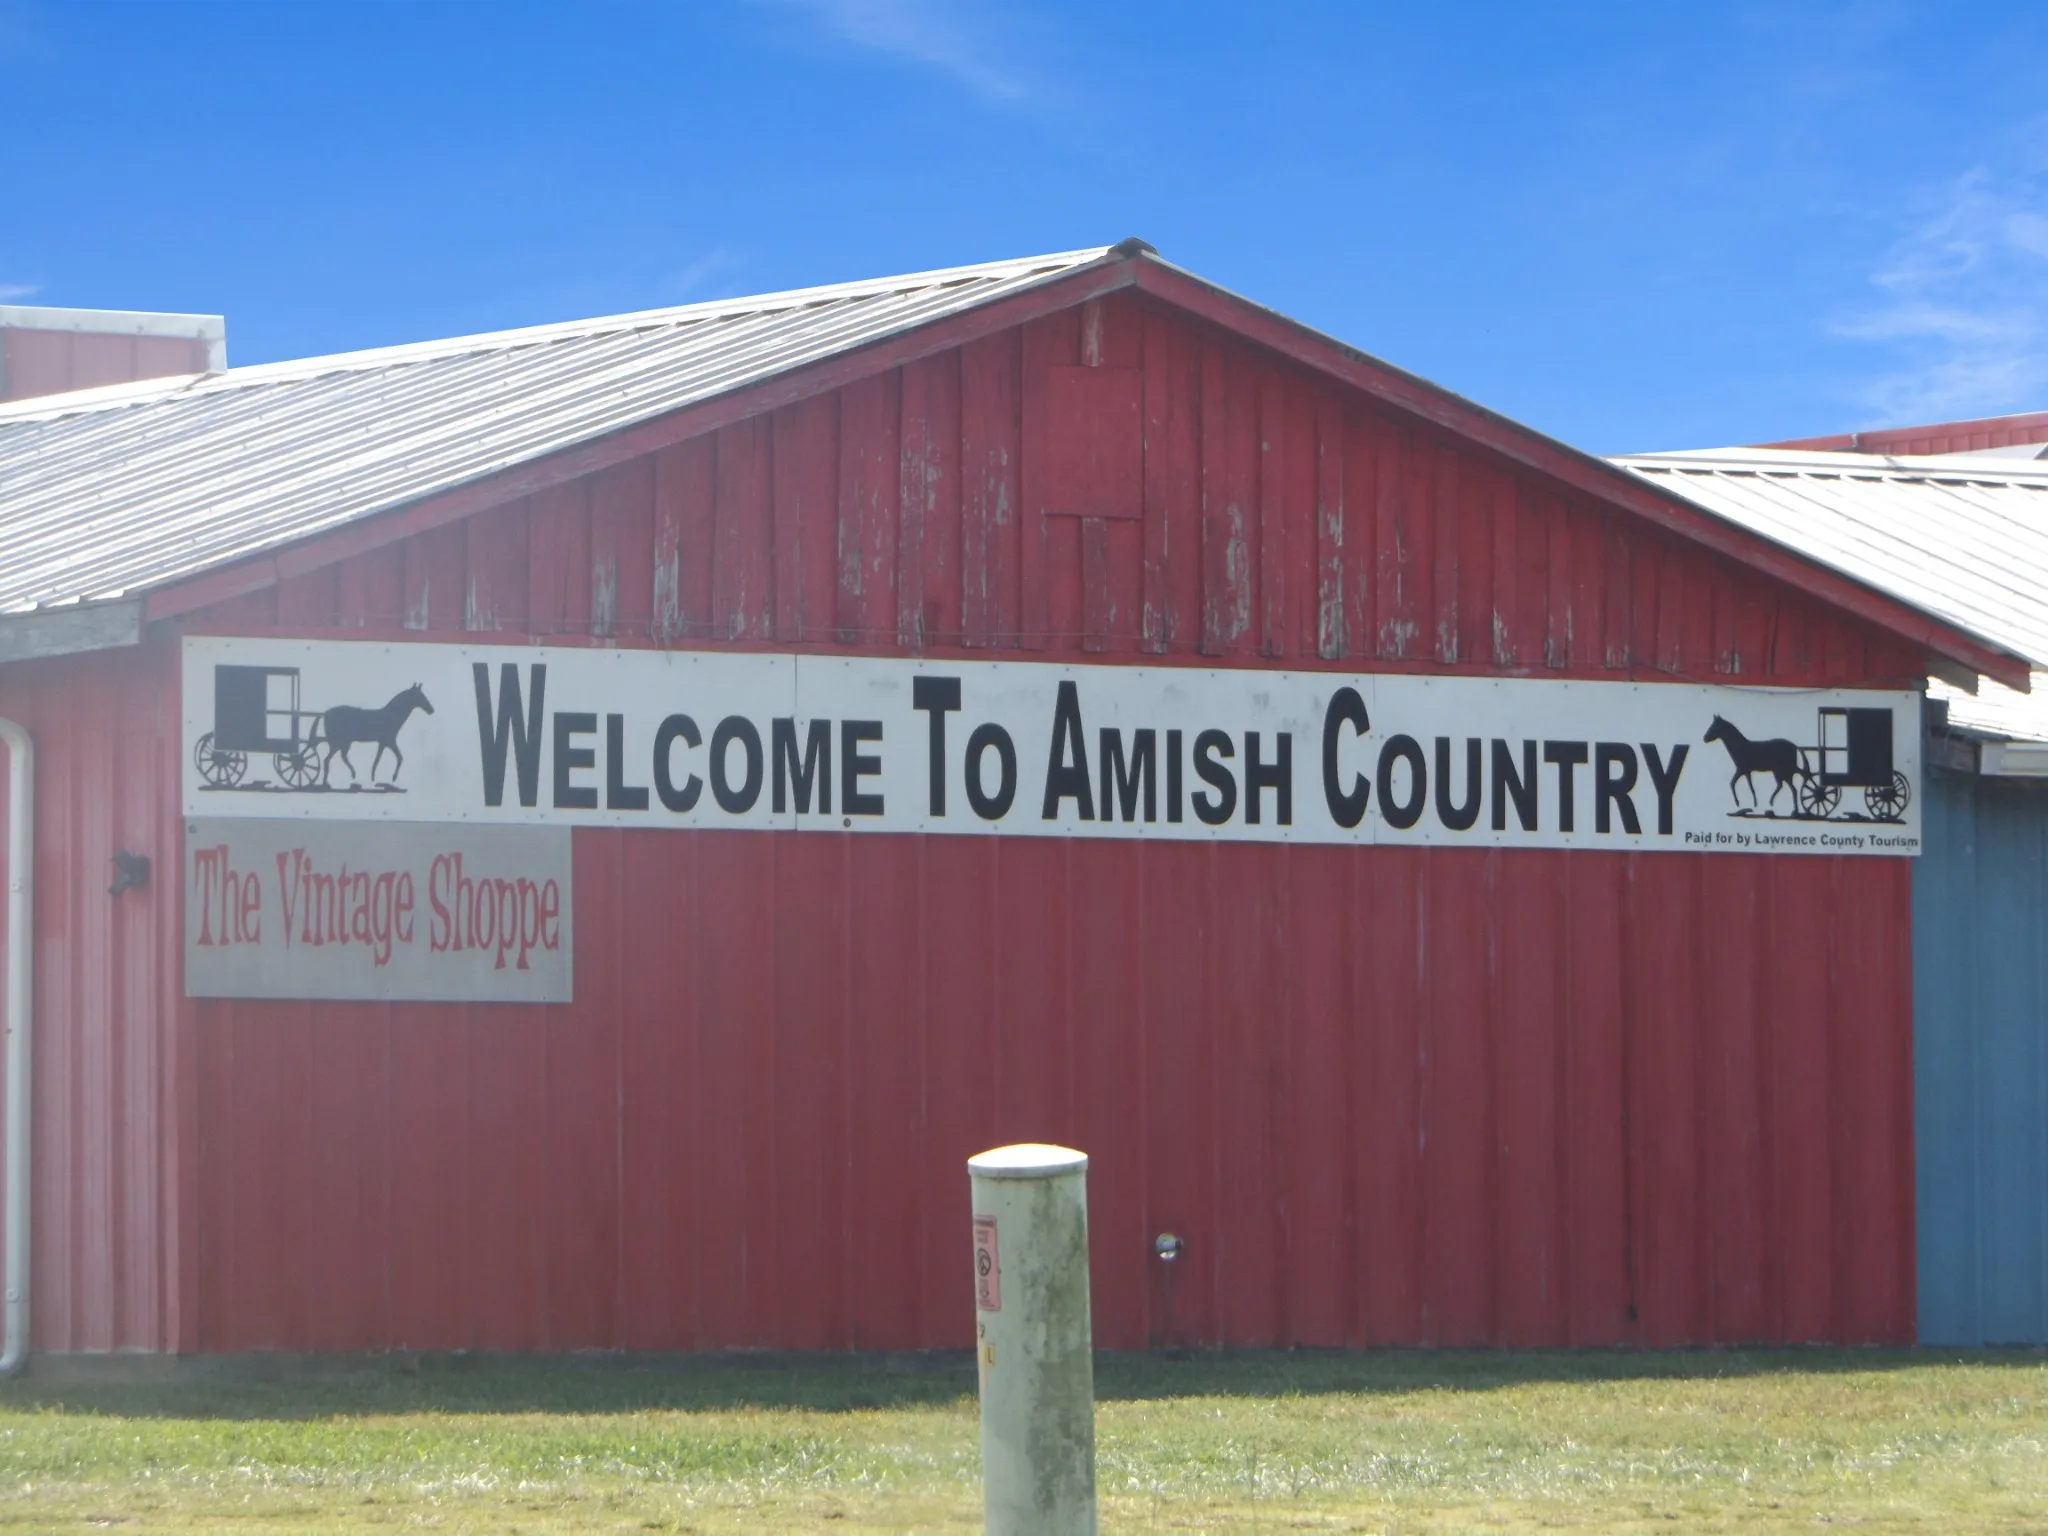 Welcome To Amish Country
Paid for by Lawrence County Tourism
The Vintage Shoppe
L